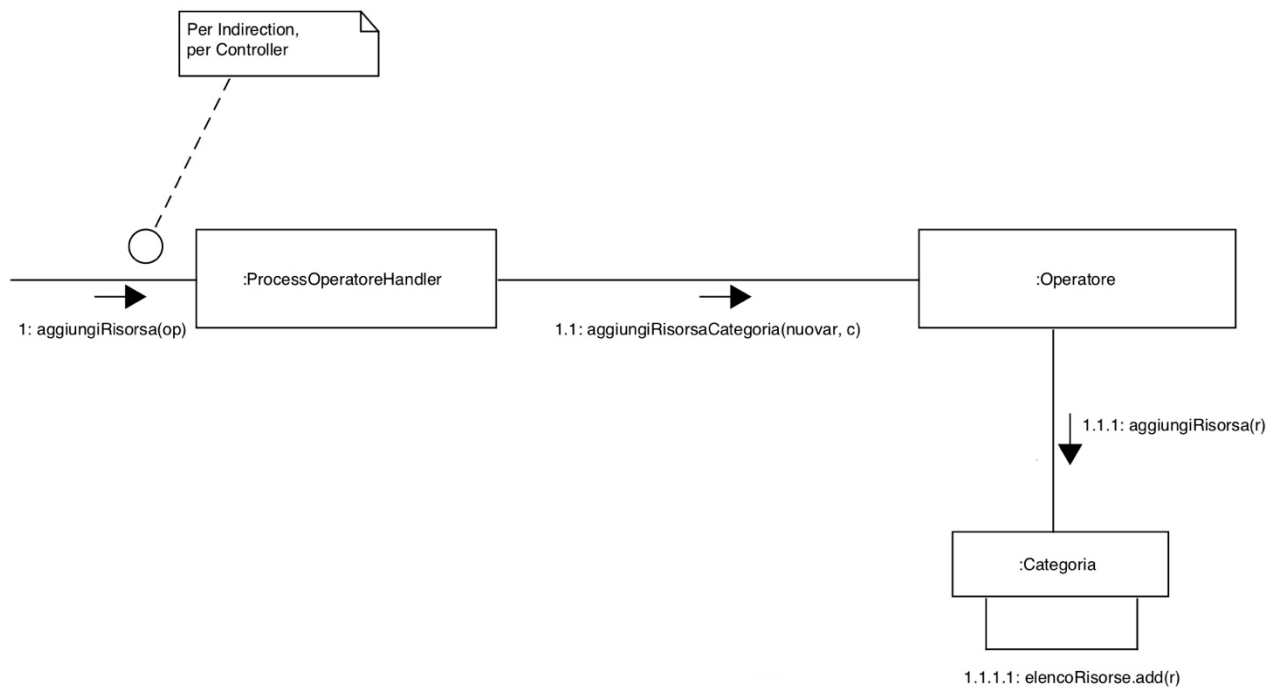 Per Indirection,
per Controller
:ProcessOperatoreHandler
:Operatore
1: aggiungiRisorsa(op)
1.1: aggiungiRisorsaCategoria(nuovar, c)
1.1.1: aggiungiRisorsa(r)
:Categoria
1.1.1.1: elencoRisorse.add(r)